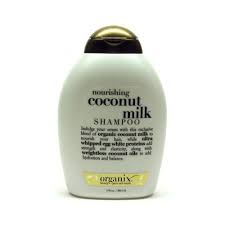 nourishing
coconut
milk
SHAMPOO
Indulge your senses with this exclusive
blend of organic coconut milk to
nourish your hair, while ultra
whipped egg white proteins add
strength and elasticity, along with
weightless coconut oils to add
hydration and balance.
organix